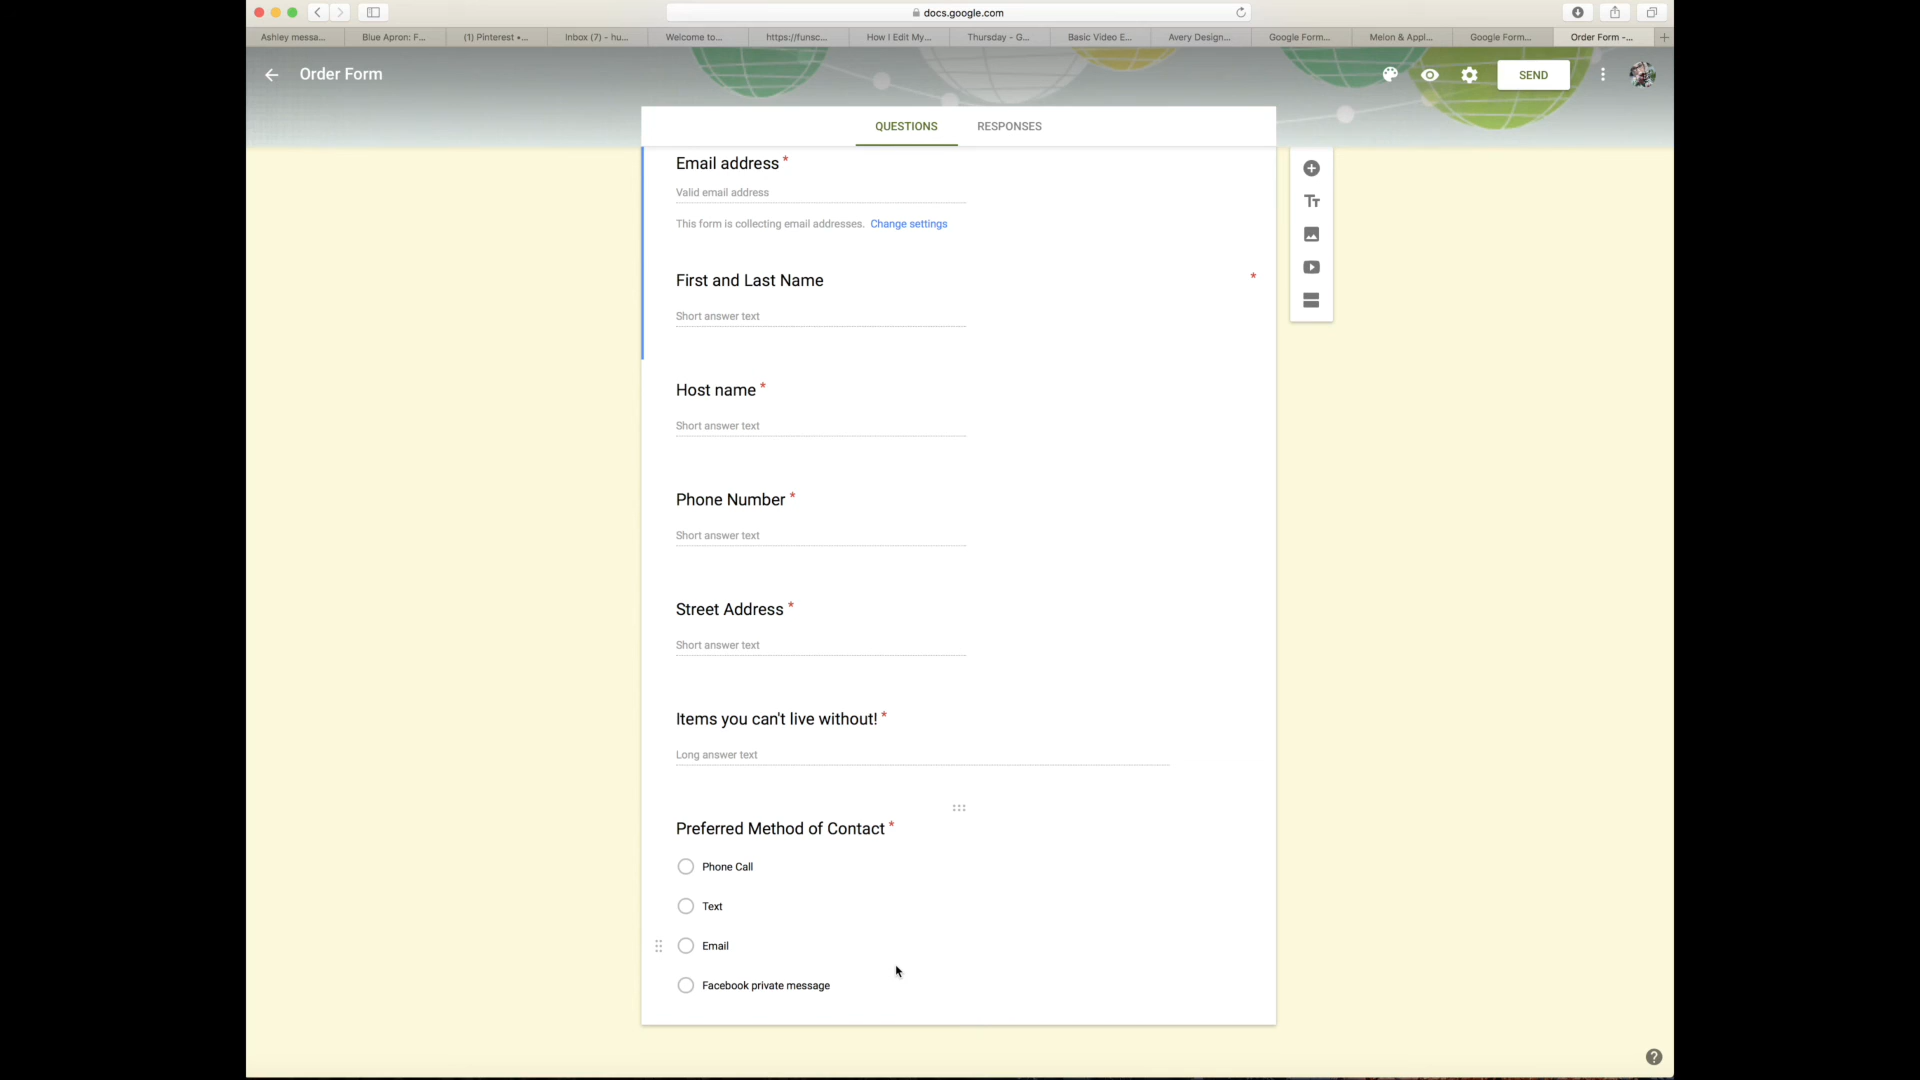 docs.google.com
Ashley messa...
Blue Apron: F...
(1) Pinterest •...
Inbox (7) - hu...
Welcome to...
https://funsc...
How I Edit My...
Thursday - G...
Basic Video E...
Avery Design...
Google Form...
Melon & Appl...
Google Form...
Order Form -...
Order Form
SEND
QUESTIONS
RESPONSES
Email address *
Valid email address
This form is collecting email addresses. Change settings
First and Last Name *
Short answer text
Host name *
Short answer text
Phone Number *
Short answer text
Street Address *
Short answer text
Items you can't live without! *
Long answer text
Preferred Method of Contact *
Phone Call
Text
Email
Facebook private message